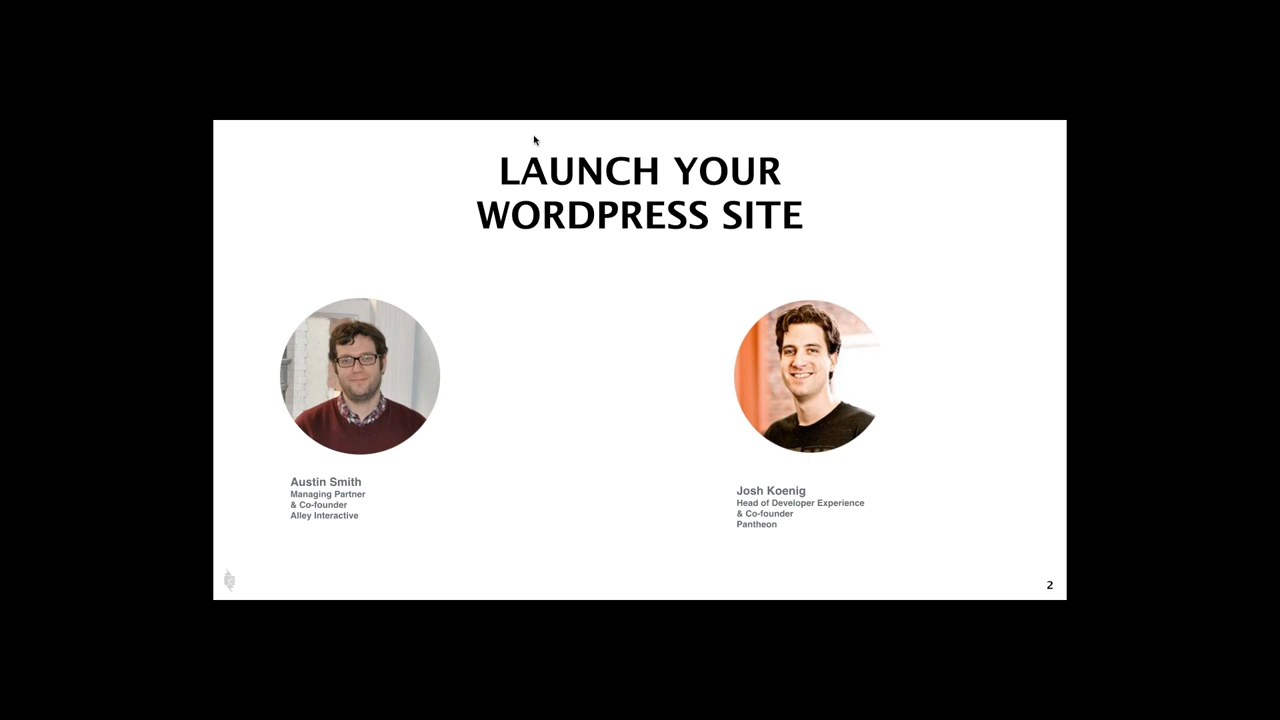 LAUNCH YOUR
WORDPRESS SITE
Austin Smith
Managing Partner
& Co-founder
Alley Interactive
Josh Koenig
Head of Developer Experience
& Co-founder
Pantheon
2